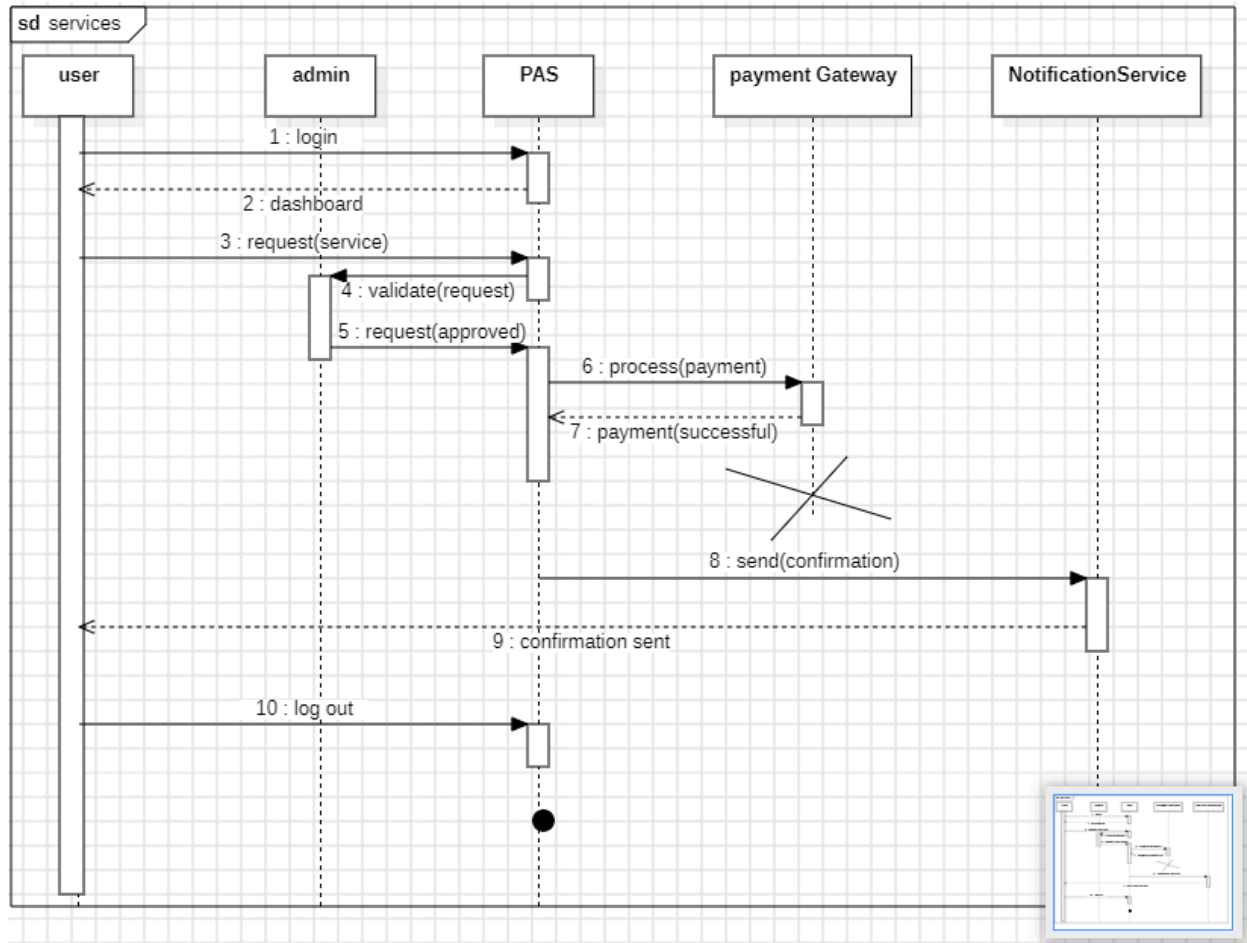 sd services
user
admin
PAS
payment Gateway
NotificationService
1 : login
2 : dashboard
3 : request(service)
4 : validate(request)
5 : request(approved)
6 : process(payment)
7 : payment(successful)
8 : send(confirmation)
9 : confirmation sent
10 : log out